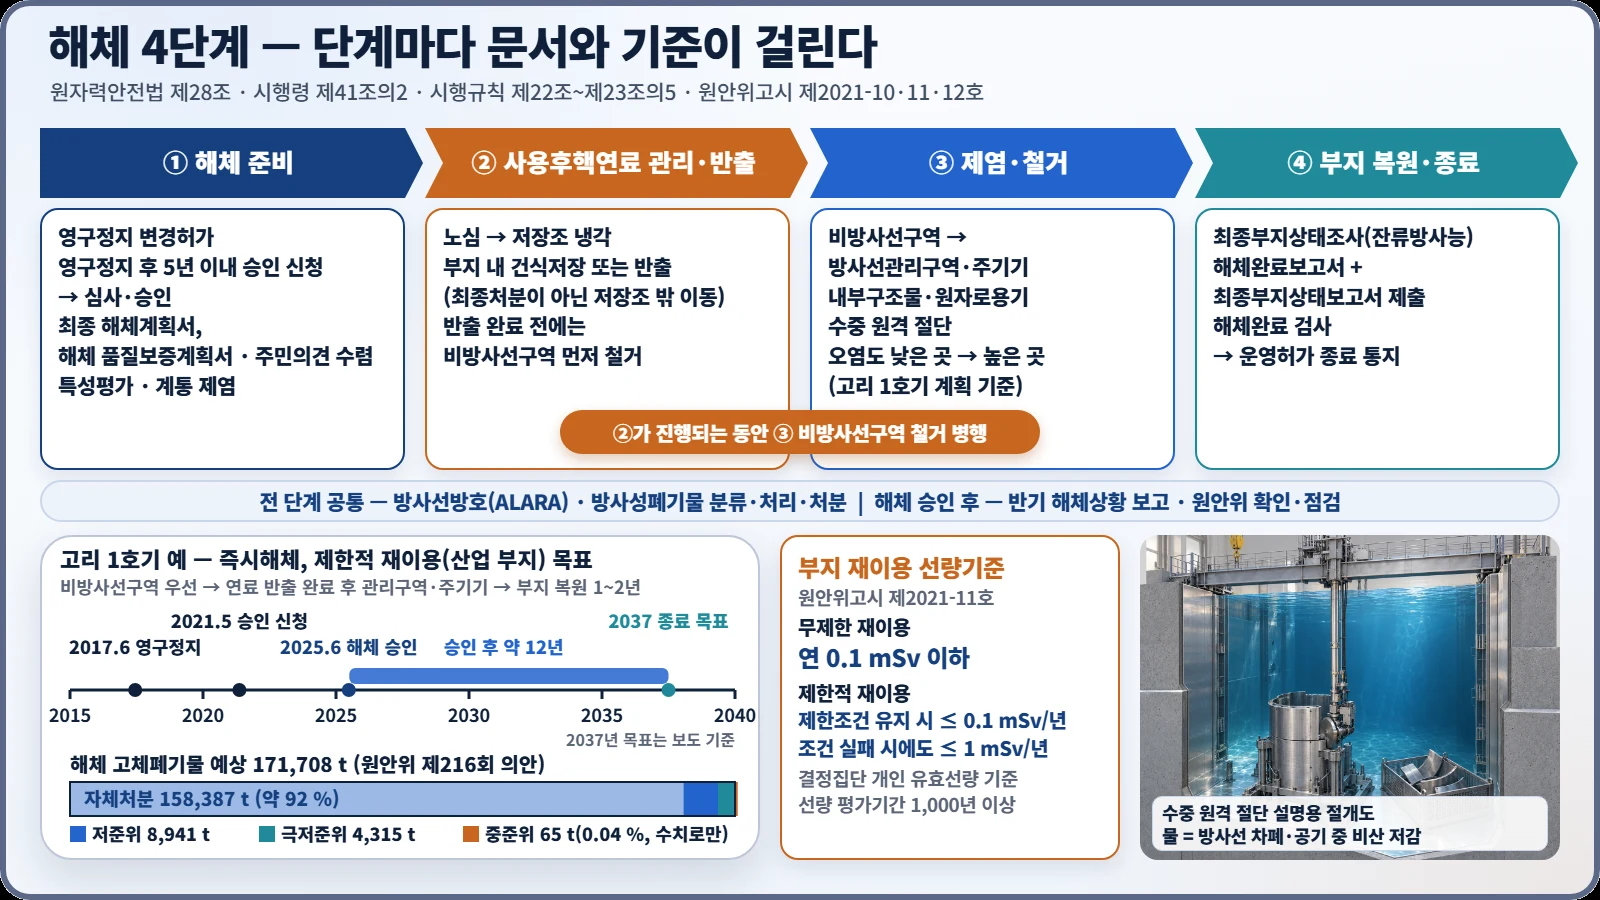 해체 4단계 — 단계마다 문서와 기준이 걸린다
원자력안전법 제28조 · 시행령 제41조의2 · 시행규칙 제22조~제23조의5 · 원안위고시 제2021-10·11·12호
① 해체 준비
영구정지 변경허가
영구정지 후 5년 이내 승인 신청
→ 심사·승인
최종 해체계획서,
해체 품질보증계획서 · 주민의견 수렴
특성평가 · 계통 제염
② 사용후핵연료 관리·반출
노심 → 저장조 냉각
부지 내 건식저장 또는 반출
(최종처분이 아닌 저장조 밖 이동)
반출 완료 전에는
비방사선구역 먼저 철거
③ 제염·철거
비방사선구역 →
방사선관리구역·주기기
내부구조물·원자로용기
수중 원격 절단
오염도 낮은 곳 → 높은 곳
(고리 1호기 계획 기준)
④ 부지 복원·종료
최종부지상태조사(잔류방사능)
해체완료보고서 +
최종부지상태보고서 제출
해체완료 검사
→ 운영허가 종료 통지
②가 진행되는 동안 ③ 비방사선구역 철거 병행
전 단계 공통 — 방사선방호(ALARA) · 방사성폐기물 분류·처리·처분 | 해체 승인 후 — 반기 해체상황 보고 · 원안위 확인·점검
고리 1호기 예 — 즉시해체, 제한적 재이용(산업 부지) 목표
비방사선구역 우선 → 연료 반출 완료 후 관리구역·주기기 → 부지 복원 1~2년
2021.5 승인 신청
2037 종료 목표
2017.6 영구정지
2025.6 해체 승인
승인 후 약 12년
2015
2020
2025
2030
2035
2040
2037년 목표는 보도 기준
해체 고체폐기물 예상 171,708 t (원안위 제216회 의안)
자체처분 158,387 t (약 92 %)
저준위 8,941 t
극저준위 4,315 t
중준위 65 t(0.04 %, 수치로만)
부지 재이용 선량기준
원안위고시 제2021-11호
무제한 재이용
연 0.1 mSv 이하
제한적 재이용
제한조건 유지 시 ≤ 0.1 mSv/년
조건 실패 시에도 ≤ 1 mSv/년
결정집단 개인 유효선량 기준
선량 평가기간 1,000년 이상
수중 원격 절단 설명용 절개도
물 = 방사선 차폐·공기 중 비산 저감